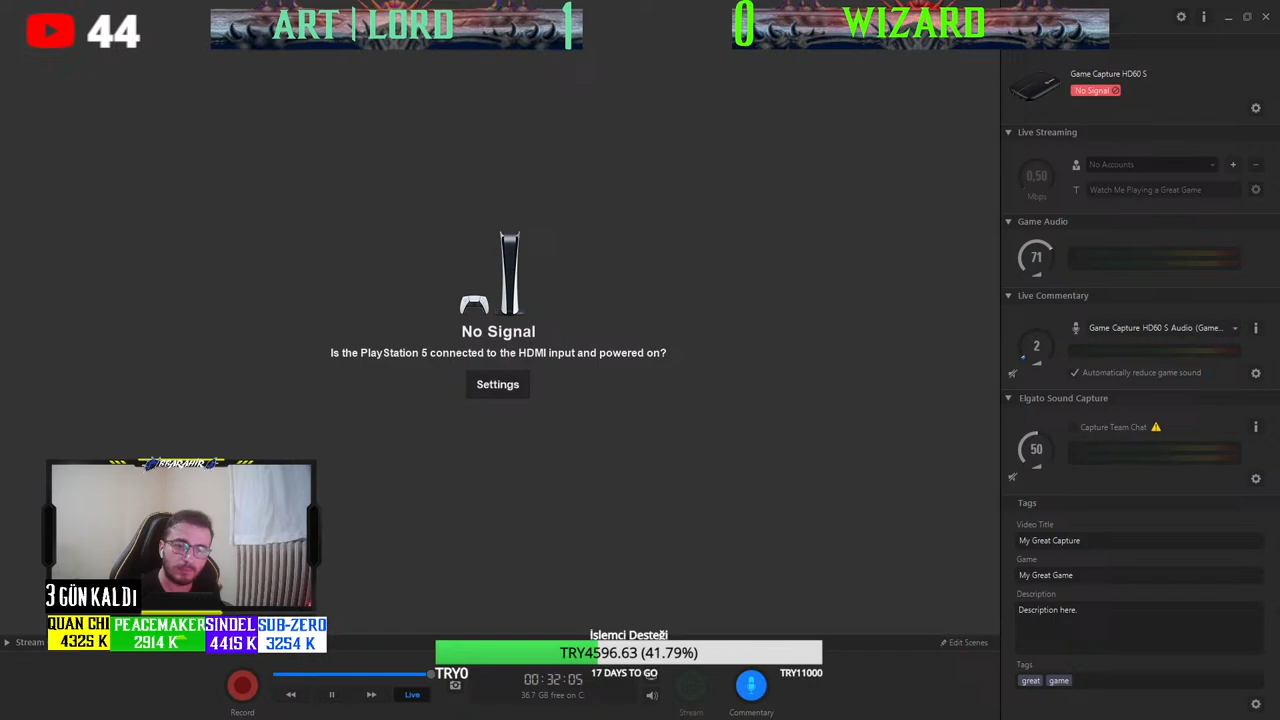 44
ART | LORD 1
0 WIZARD
Game Capture HD60 S
No Signal
Live Streaming
0,50
Mbps
No Accounts
Watch Me Playing a Great Game
Game Audio
71
Live Commentary
2
Game Capture HD60 S Audio (Game...
Automatically reduce game sound
Elgato Sound Capture
50
Capture Team Chat
Tags
Video Title
My Great Capture
Game
My Great Game
Description
Description here.
Tags
great game
No Signal
Is the PlayStation 5 connected to the HDMI input and powered on?
Settings
3 GÜN KALDI
QUAN CHI
4325 K
PEACEMAKER
2914 K
SINDEL
4415 K
SUB-ZERO
3254 K
Stream
Edit Scenes
İşlemci Desteği
TRY4596.63 (41.79%)
TRY0
17 DAYS TO GO
TRY11000
00:32:05
36.7 GB free on C:
Live
Record
Stream
Commentary